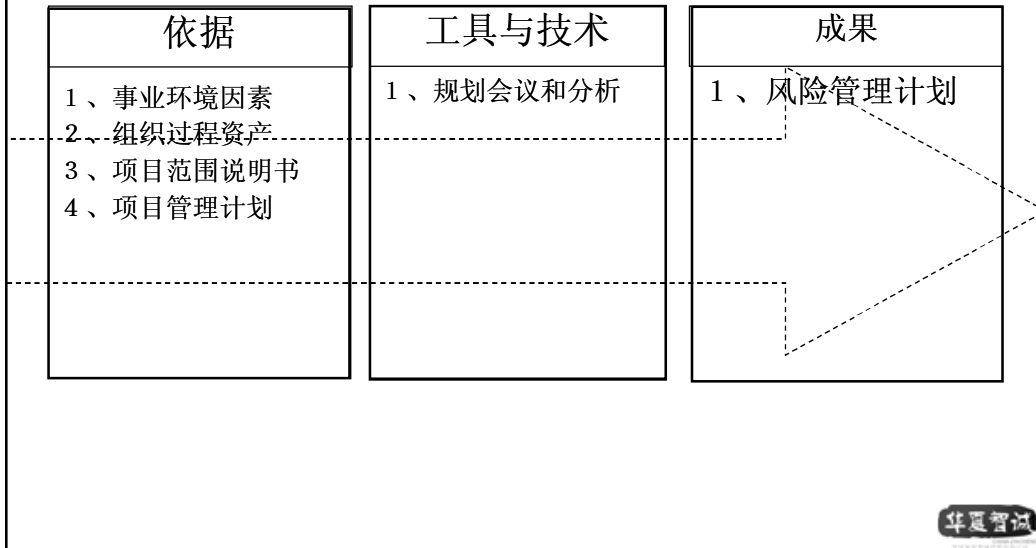 依据
1、事业环境因素
2、组织过程资产
3、项目范围说明书
4、项目管理计划
工具与技术
1、规划会议和分析
成果
1、风险管理计划
华夏智诚